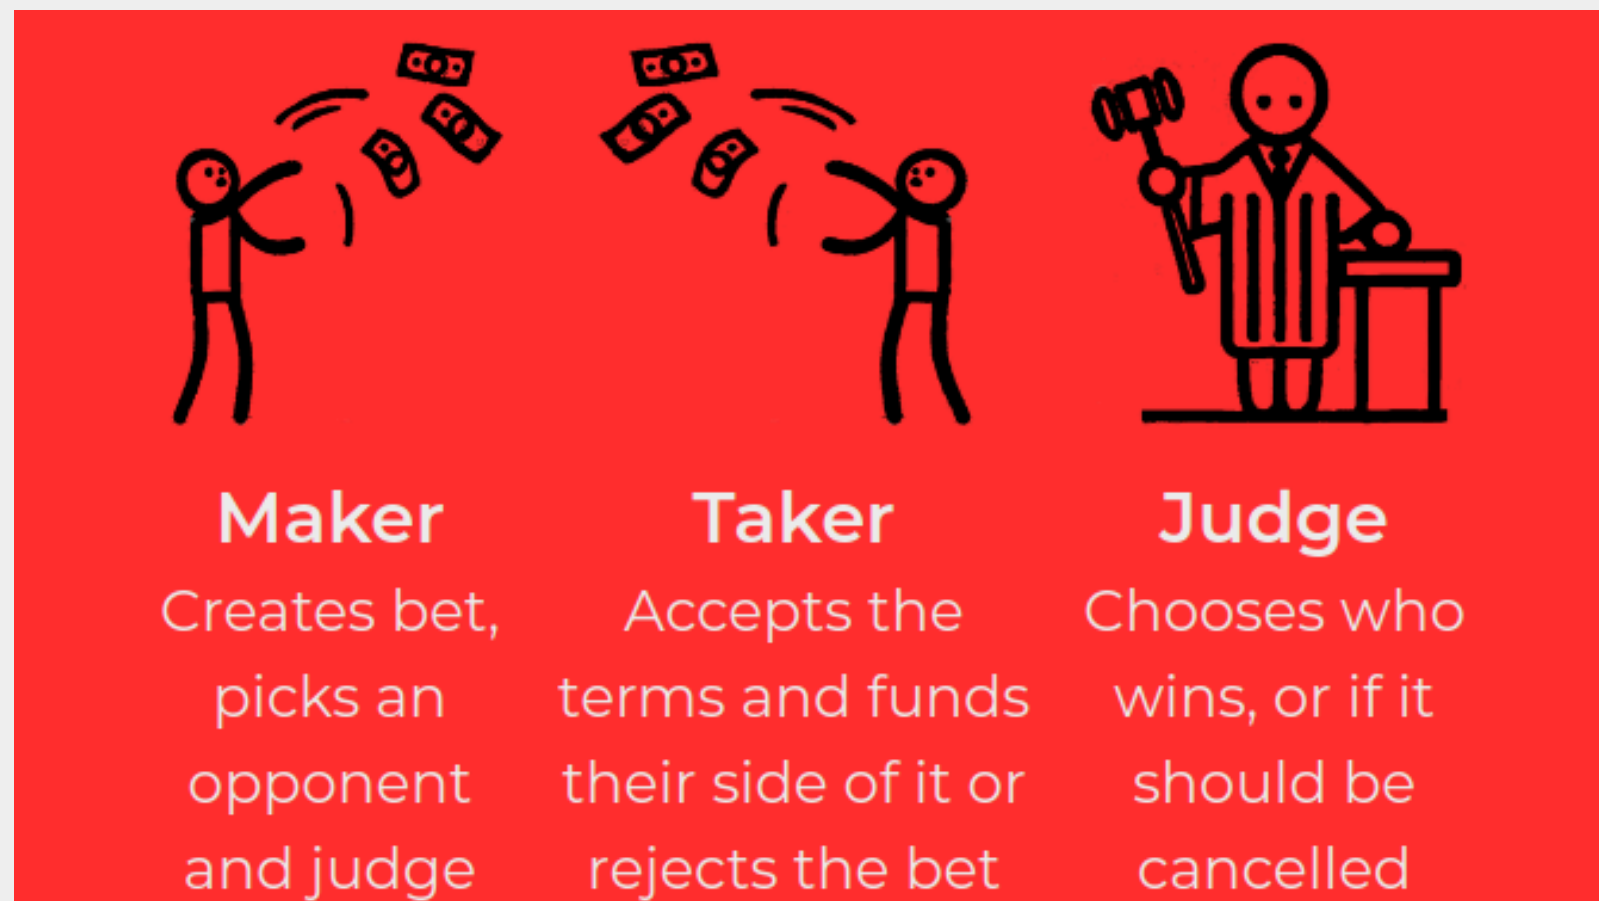 Maker
Creates bet,
picks an
opponent
and judge
Taker
Accepts the
terms and funds
their side of it or
rejects the bet
Judge
Chooses who
wins, or if it
should be
cancelled